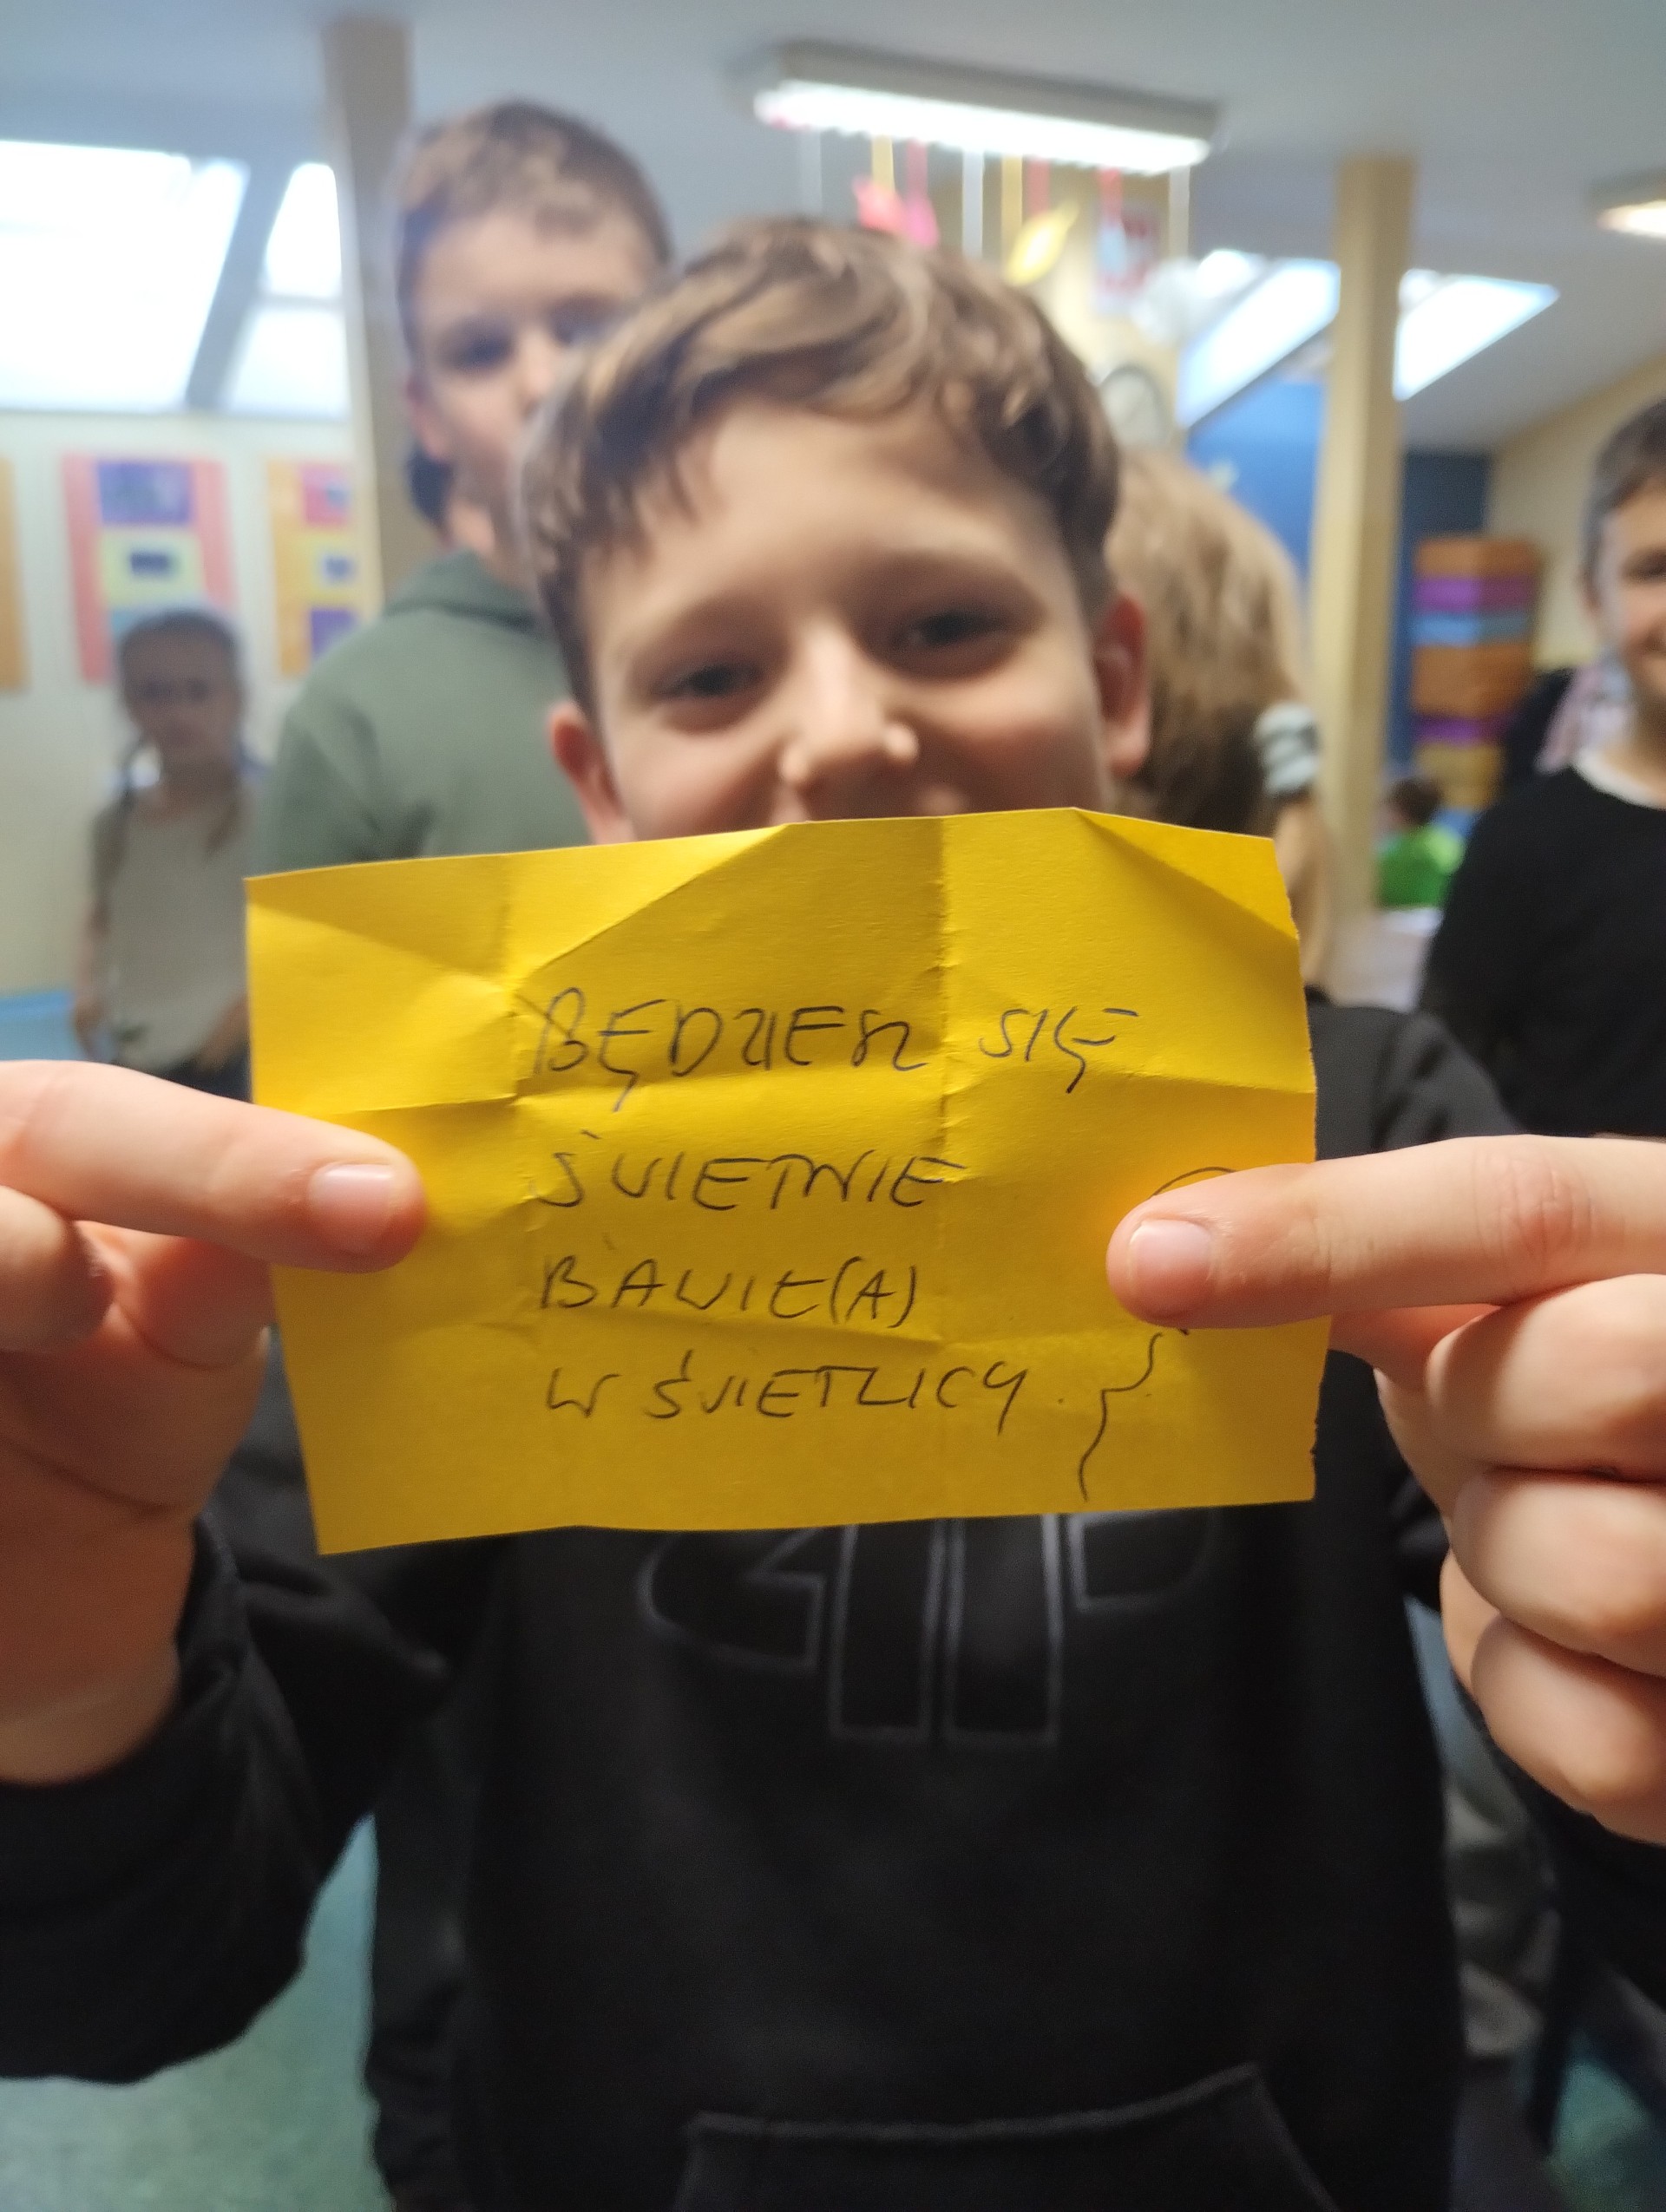 BĘDZIESZ SIĘ
ŚWIETNIE
BAWIŁ(A)
W ŚWIETLICY.